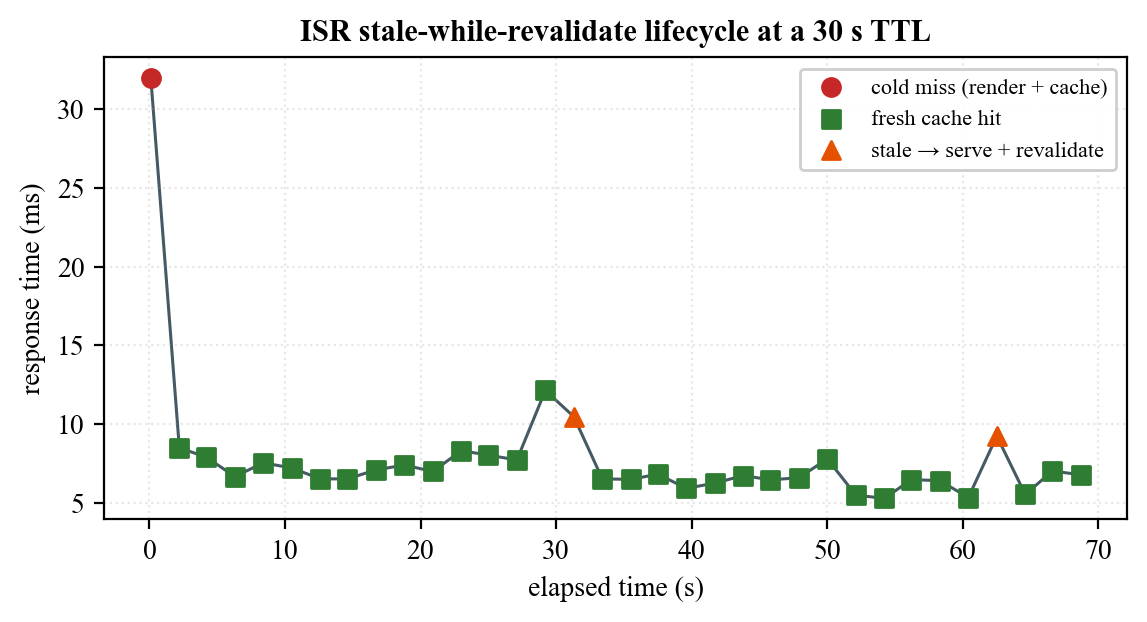 ISR stale-while-revalidate lifecycle at a 30 s TTL
cold miss (render + cache)
fresh cache hit
stale → serve + revalidate
response time (ms)
30
25
20
15
10
5
0 10 20 30 40 50 60 70
elapsed time (s)